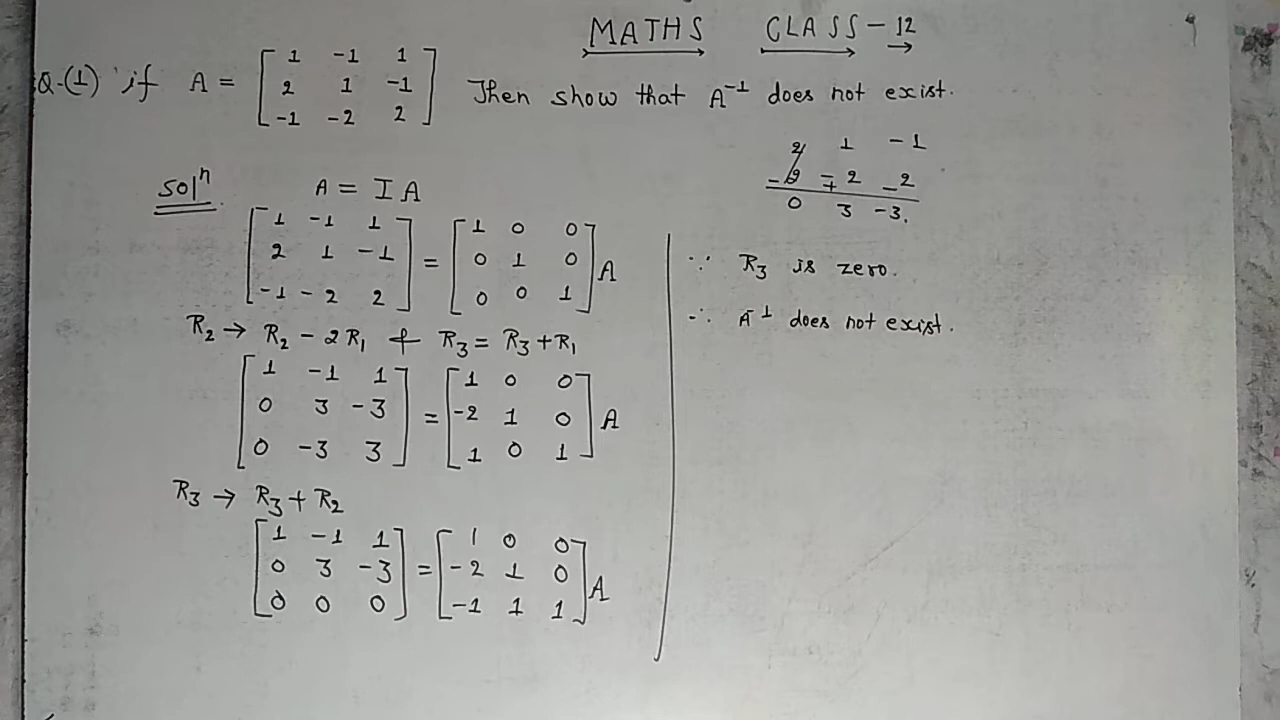 MATHS CLASS - 12
Q.(1) if A = [ 1 -1 1
2 1 -1
-1 -2 2 ] Then show that A⁻¹ does not exist.
Solⁿ A = I A
[ 1 -1 1
2 1 -1
-1 -2 2 ] = [ 1 0 0
0 1 0
0 0 1 ] A
R₂ → R₂ - 2R₁ & R₃ = R₃ + R₁
[ 1 -1 1
0 3 -3
0 -3 3 ] = [ 1 0 0
-2 1 0
1 0 1 ] A
R₃ → R₃ + R₂
[ 1 -1 1
0 3 -3
0 0 0 ] = [ 1 0 0
-2 1 0
-1 1 1 ] A
2 1 -1
0 3 -3.
∵ R₃ is zero.
∴ A⁻¹ does not exist.